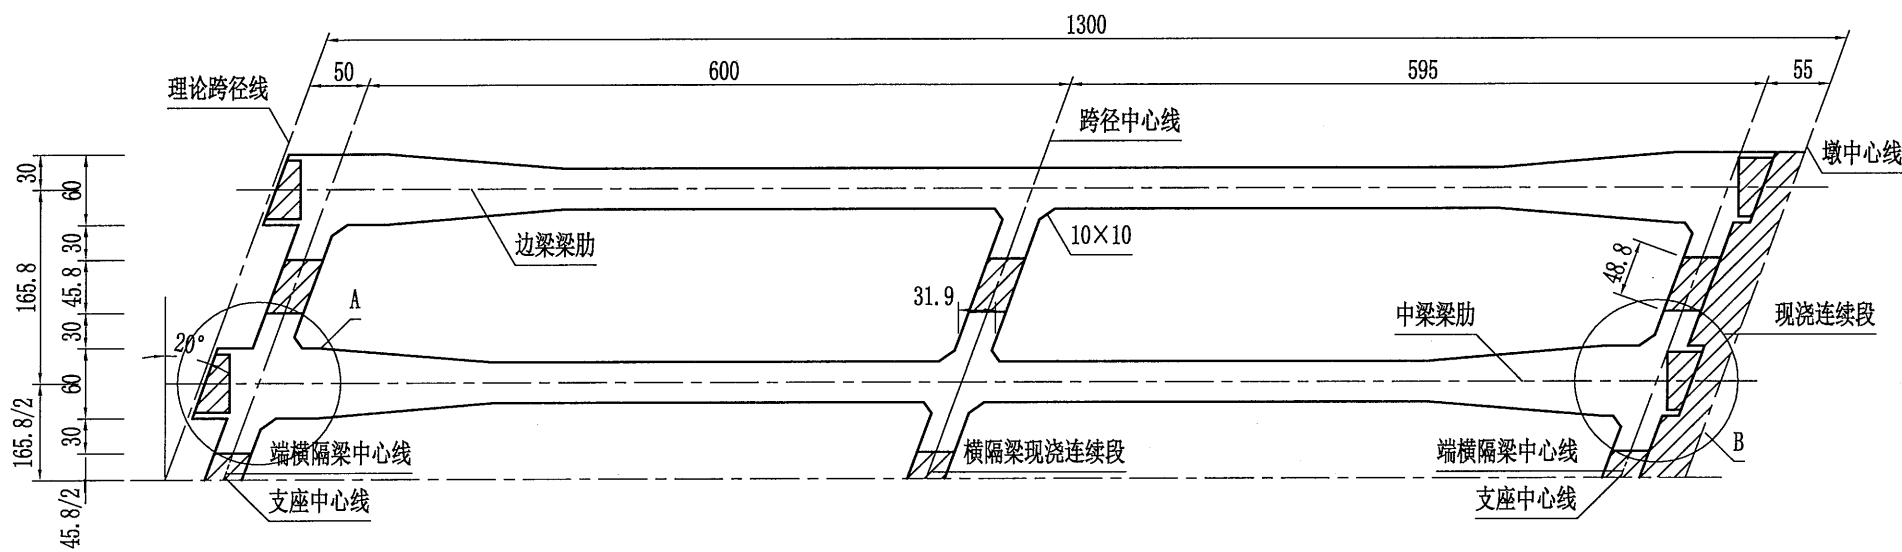 1300
50
600
595
55
理论跨径线
跨径中心线
墩中心线
30
60
165.8
30
45.8
30
60
165.8/2
30
45.8/2
边梁梁肋
10×10
48.8
31.9
A
20°
中梁梁肋
现浇连续段
端横隔梁中心线
支座中心线
横隔梁现浇连续段
端横隔梁中心线
支座中心线
B